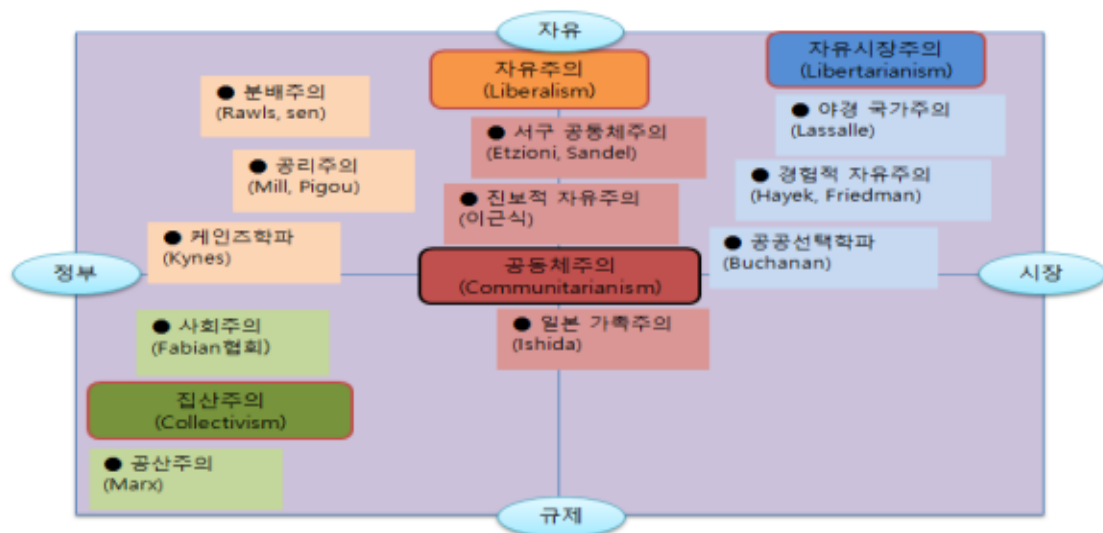 자유
자유주의
(Liberalism)
자유시장주의
(Libertarianism)
● 분배주의
(Rawls, sen)
● 야경 국가주의
(Lassalle)
● 서구 공동체주의
(Etzioni, Sandel)
● 공리주의
(Mill, Pigou)
● 경험적 자유주의
(Hayek, Friedman)
● 진보적 자유주의
(이근식)
● 케인즈학파
(Kynes)
● 공공선택학파
(Buchanan)
정부
공동체주의
(Communitarianism)
시장
● 사회주의
(Fabian협회)
● 일본 가족주의
(Ishida)
집산주의
(Collectivism)
● 공산주의
(Marx)
규제